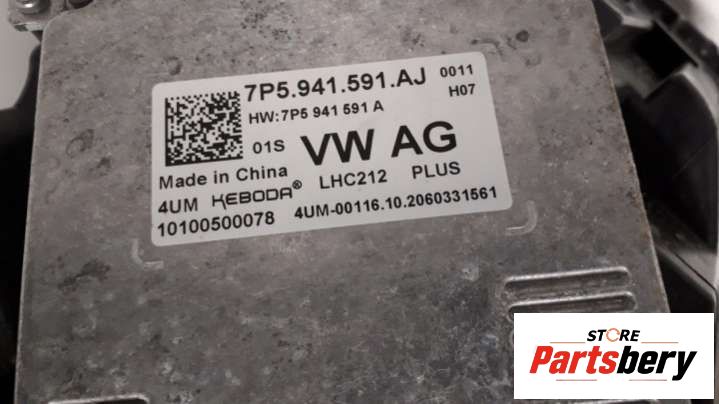 7P5.941.591.AJ 0011
HW:7P5 941 591 A H07
01S VW AG
Made in China LHC212 PLUS
4UM KEBODA® 4UM-00116.10.2060331561
10100500078
STORE
Partsbery